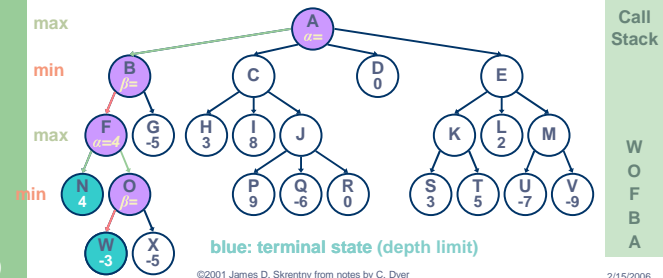 max
A
α=
Call
Stack
min
B
β=
C
D
0
E
max
F
α=4
G
-5
H
3
I
8
J
K
L
2
M
W
O
F
B
A
min
N
4
O
β=
P
9
Q
-6
R
0
S
3
T
5
U
-7
V
-9
W
-3
X
-5
blue: terminal state (depth limit)
©2001 James D. Skrentny from notes by C. Dyer
2/15/2006